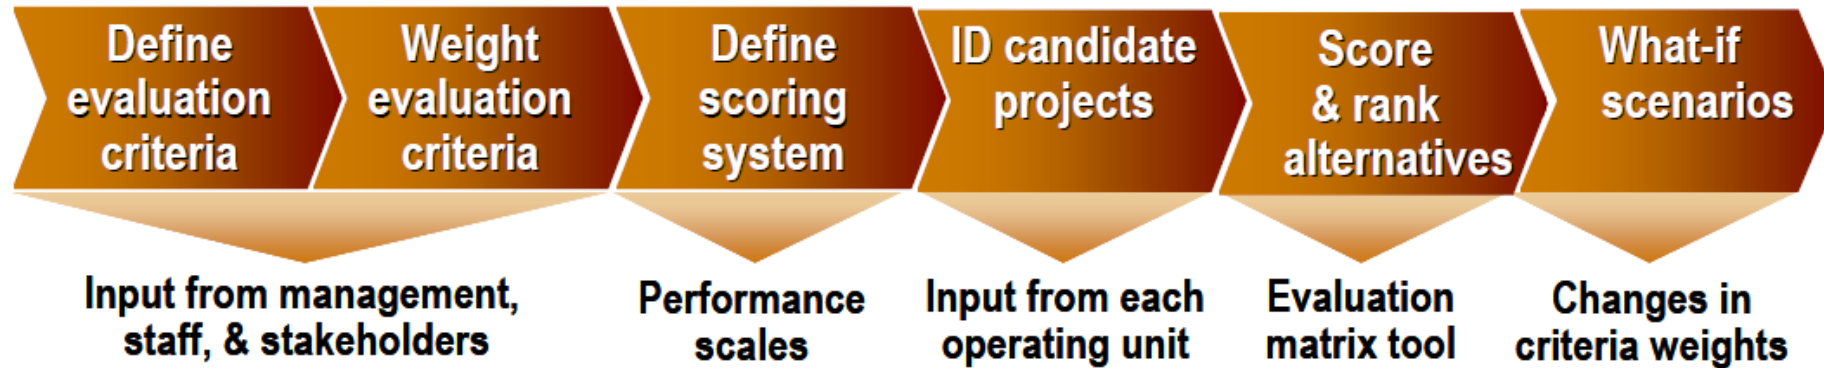 Define
evaluation
criteria
Weight
evaluation
criteria
Define
scoring
system
ID candidate
projects
Score
& rank
alternatives
What-if
scenarios
Input from management,
staff, & stakeholders
Performance
scales
Input from each
operating unit
Evaluation
matrix tool
Changes in
criteria weights